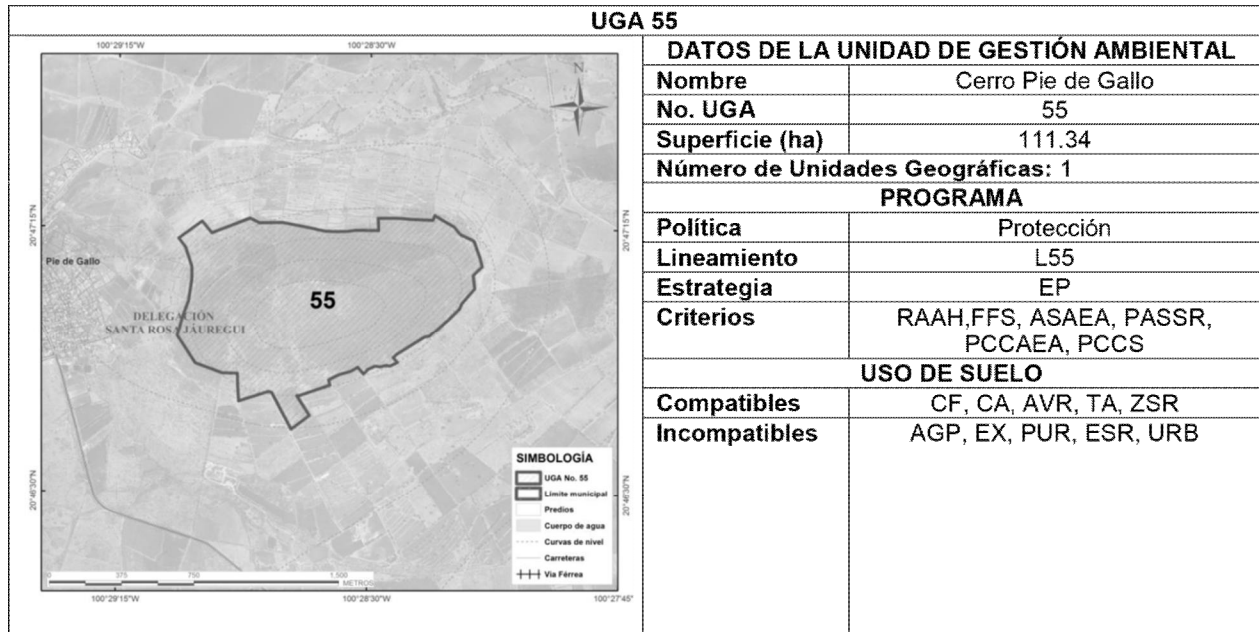 UGA 55
100°29'15"W
100°28'30"W
N
20°47'15"N
20°47'15"N
Pie de Gallo
55
DELEGACIÓN
SANTA ROSA JÁUREGUI
20°46'30"N
20°46'30"N
SIMBOLOGÍA
UGA No. 55
Límite municipal
Predios
Cuerpo de agua
Curvas de nivel
Carreteras
Vía Férrea
0 375 750 1,500
METROS
100°29'15"W
100°28'30"W
100°27'45"
DATOS DE LA UNIDAD DE GESTIÓN AMBIENTAL
Nombre Cerro Pie de Gallo
No. UGA 55
Superficie (ha) 111.34
Número de Unidades Geográficas: 1
PROGRAMA
Política Protección
Lineamiento L55
Estrategia EP
Criterios RAAH,FFS, ASAEA, PASSR,
PCCAEA, PCCS
USO DE SUELO
Compatibles CF, CA, AVR, TA, ZSR
Incompatibles AGP, EX, PUR, ESR, URB